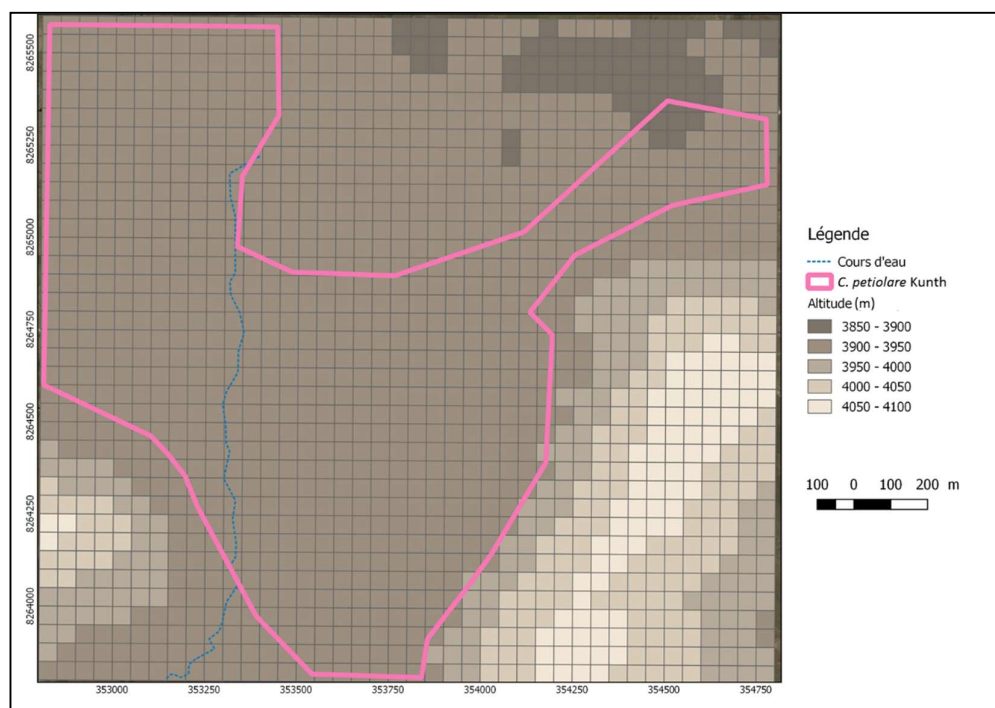 8265500
8265250
8265000
8264750
8264500
8264250
8264000
353000 353250 353500 353750 354000 354250 354500 354750
Légende
Cours d'eau
C. petiolare Kunth
Altitude (m)
3850 - 3900
3900 - 3950
3950 - 4000
4000 - 4050
4050 - 4100
100 0 100 200 m